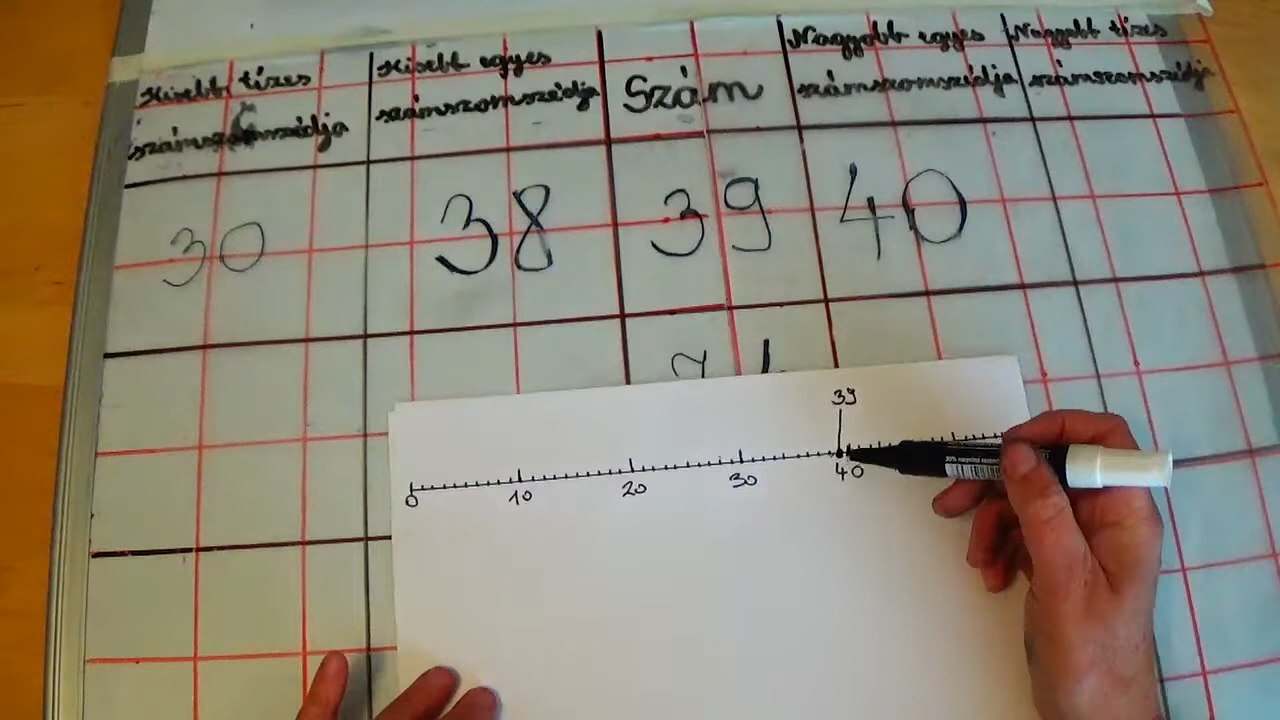 Kisebb tízes
számszomszédja
Kisebb egyes
számszomszédja
Szám
Nagyobb egyes
számszomszédja
Nagyobb tízes
számszomszédja
30
38
39
40
39
0 10 20 30 40